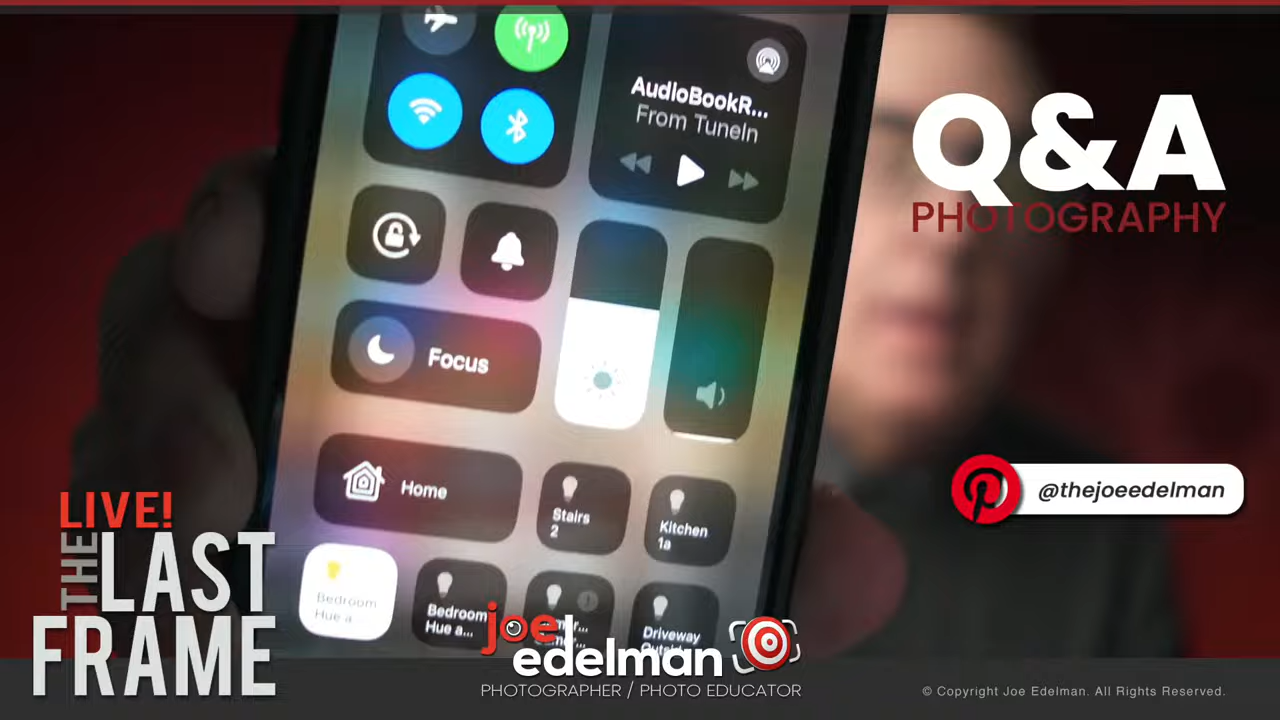 AudioBookR...
From TuneIn
Q&A
PHOTOGRAPHY
Focus
Home
Stairs
2
Kitchen
1a
@thejoeedelman
LIVE!
THE LAST
FRAME
Bedroom
Hue a
Bedroom
Hue a...
Driveway
joe
edelman
PHOTOGRAPHER / PHOTO EDUCATOR
© Copyright Joe Edelman. All Rights Reserved.